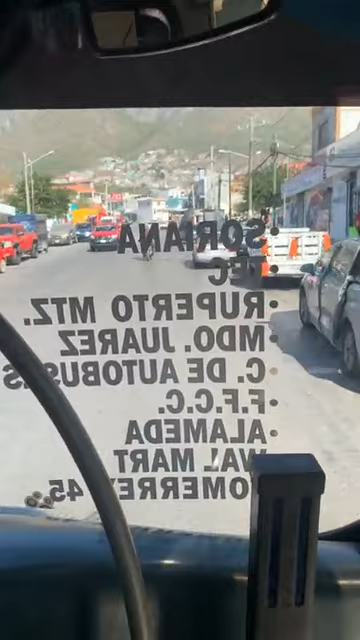 •SORIANA
•TEC
•RUPERTO MTZ.
•MDO. JUAREZ
•C. DE AUTOBUSES
•F.F.C.C.
•ALAMEDA
WAL MART
45